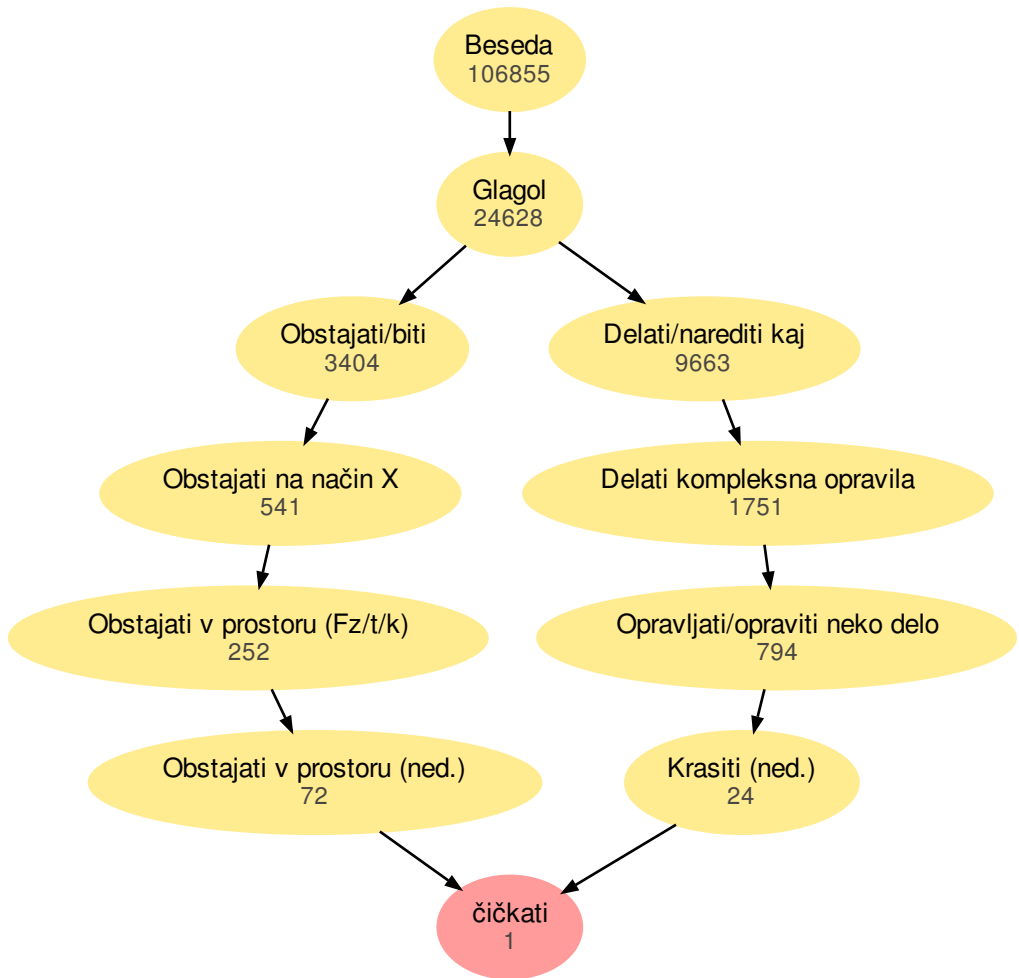 Beseda
106855
Glagol
24628
Obstajati/biti
3404
Delati/narediti kaj
9663
Obstajati na način X
541
Delati kompleksna opravila
1751
Obstajati v prostoru (Fz/t/k)
252
Opravljati/opraviti neko delo
794
Obstajati v prostoru (ned.)
72
Krasiti (ned.)
24
čičkati
1